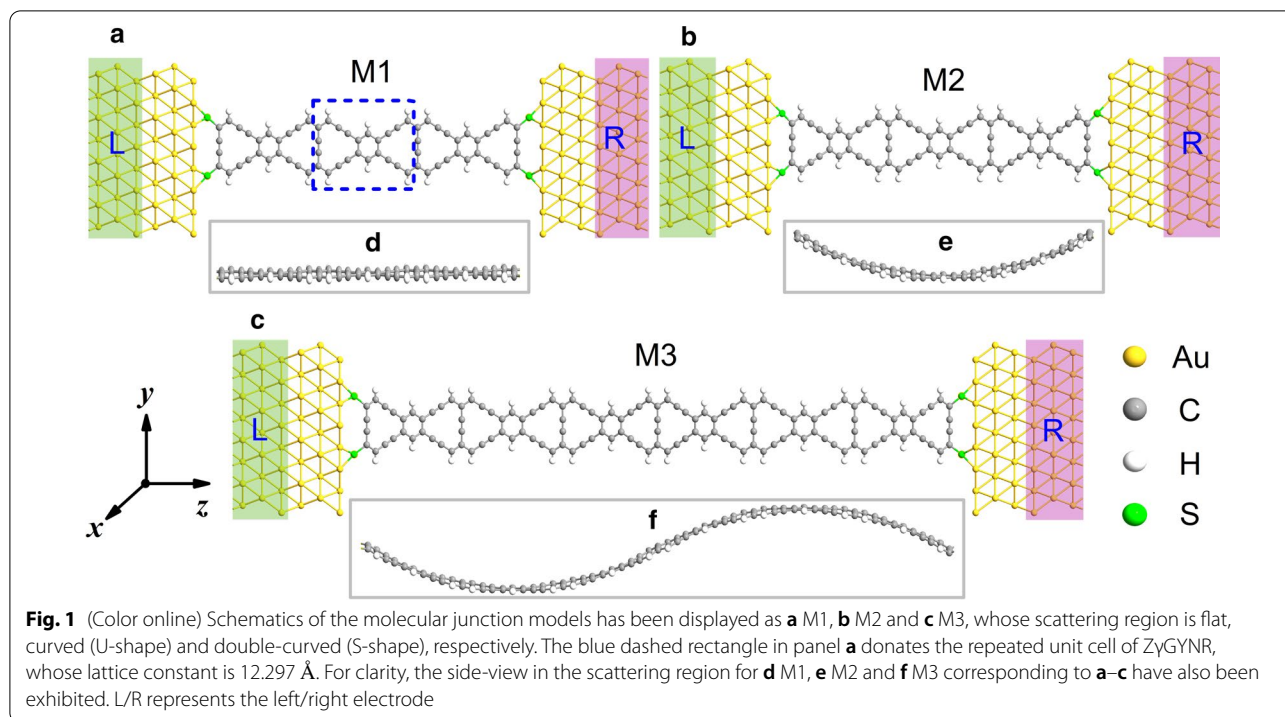 a
b
M1
M2
L
R
L
R
d
e
c
M3
Au
y
C
L
R
H
z
S
x
f
Fig. 1 (Color online) Schematics of the molecular junction models has been displayed as a M1, b M2 and c M3, whose scattering region is flat,
curved (U-shape) and double-curved (S-shape), respectively. The blue dashed rectangle in panel a donates the repeated unit cell of ZγGYNR,
whose lattice constant is 12.297 Å. For clarity, the side-view in the scattering region for d M1, e M2 and f M3 corresponding to a–c have also been
exhibited. L/R represents the left/right electrode